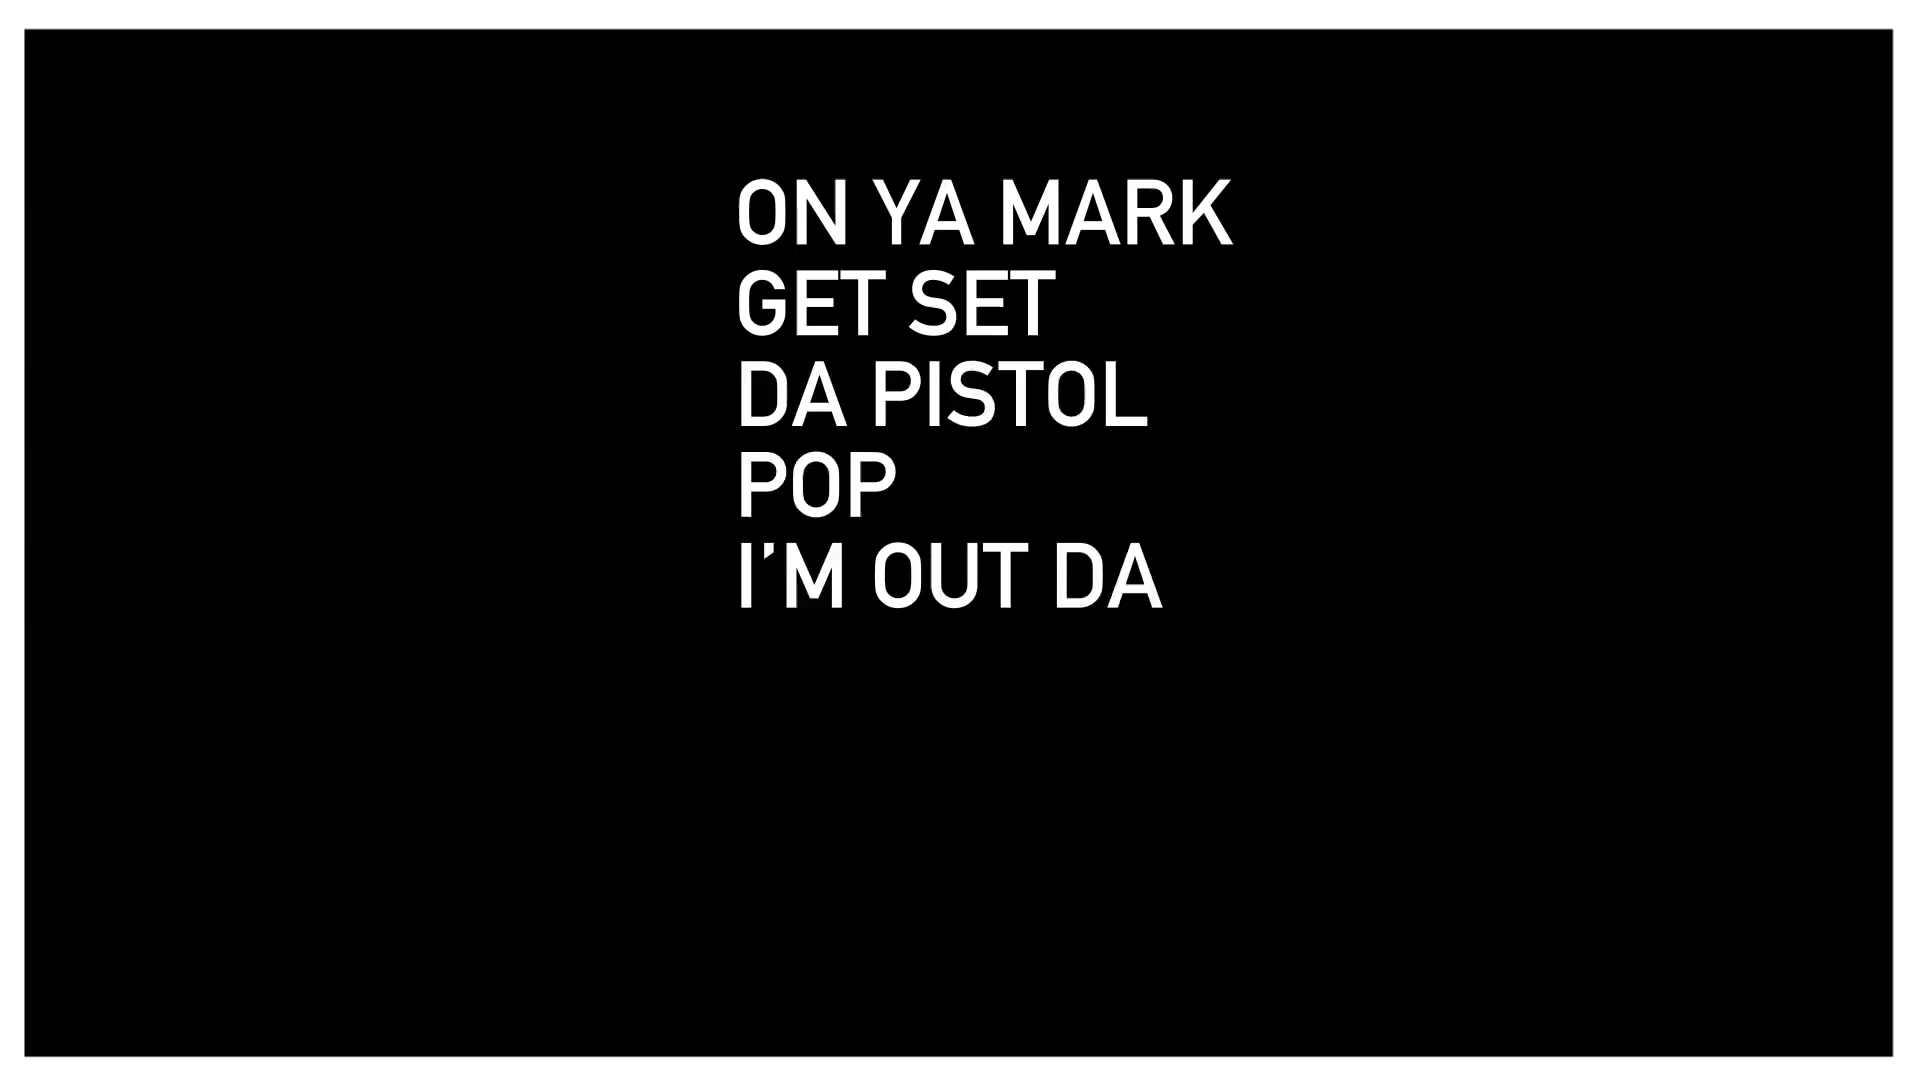 ON YA MARK
GET SET
DA PISTOL
POP
I’M OUT DA